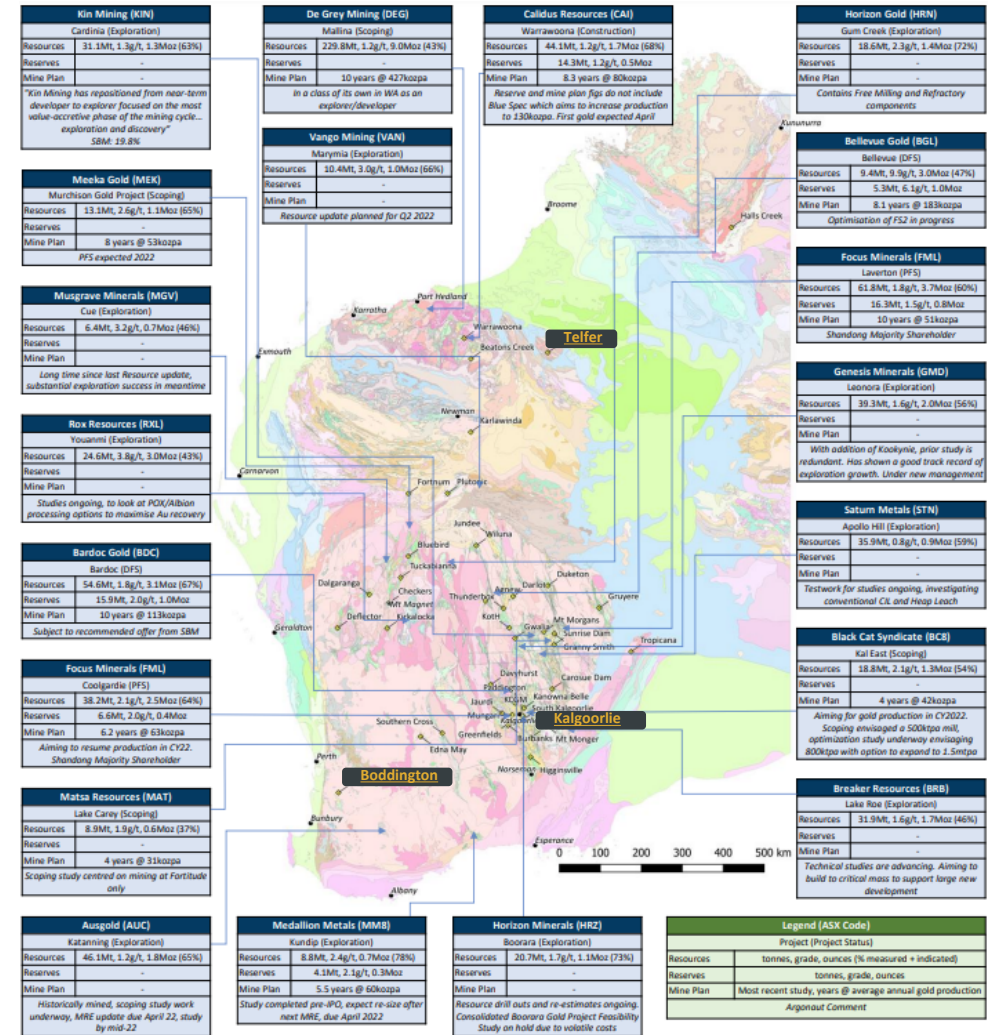 Kin Mining (KIN)
Cardinia (Exploration)
Resources 31.1Mt, 1.3g/t, 1.3Moz (63%)
Reserves -
Mine Plan -
"Kin Mining has repositioned from near-term
developer to explorer focused on the most
value-accretive phase of the mining cycle...
exploration and discovery"
SBM: 19.8%
De Grey Mining (DEG)
Mallina (Scoping)
Resources 229.8Mt, 1.2g/t, 9.0Moz (43%)
Reserves -
Mine Plan 10 years @ 427kozpa
In a class of its own in WA as an
explorer/developer
Calidus Resources (CAI)
Warrawoona (Construction)
Resources 44.1Mt, 1.2g/t, 1.7Moz (68%)
Reserves 14.3Mt, 1.2g/t, 0.5Moz
Mine Plan 8.3 years @ 80kozpa
Reserve and mine plan figs do not include
Blue Spec which aims to increase production
to 130kozpa. First gold expected April
Horizon Gold (HRN)
Gum Creek (Exploration)
Resources 18.6Mt, 2.3g/t, 1.4Moz (72%)
Reserves -
Mine Plan -
Contains Free Milling and Refractory
components
Vango Mining (VAN)
Marymia (Exploration)
Resources 10.4Mt, 3.0g/t, 1.0Moz (66%)
Reserves -
Mine Plan -
Resource update planned for Q2 2022
Bellevue Gold (BGL)
Bellevue (DFS)
Resources 9.4Mt, 9.9g/t, 3.0Moz (47%)
Reserves 5.3Mt, 6.1g/t, 1.0Moz
Mine Plan 8.1 years @ 183kozpa
Optimisation of FS2 in progress
Meeka Gold (MEK)
Murchison Gold Project (Scoping)
Resources 13.1Mt, 2.6g/t, 1.1Moz (65%)
Reserves -
Mine Plan 8 years @ 53kozpa
PFS expected 2022
Focus Minerals (FML)
Laverton (PFS)
Resources 61.8Mt, 1.8g/t, 3.7Moz (60%)
Reserves 16.3Mt, 1.5g/t, 0.8Moz
Mine Plan 10 years @ 51kozpa
Shandong Majority Shareholder
Musgrave Minerals (MGV)
Cue (Exploration)
Resources 6.4Mt, 3.2g/t, 0.7Moz (46%)
Reserves -
Mine Plan -
Long time since last Resource update,
substantial exploration success in meantime
Genesis Minerals (GMD)
Leonora (Exploration)
Resources 39.3Mt, 1.6g/t, 2.0Moz (56%)
Reserves -
Mine Plan -
With addition of Kookynie, prior study is
redundant. Has shown a good track record of
exploration growth. Under new management
Rox Resources (RXL)
Youanmi (Exploration)
Resources 24.6Mt, 3.8g/t, 3.0Moz (43%)
Reserves -
Mine Plan -
Studies ongoing, to look at POX/Albion
processing options to maximise Au recovery
Saturn Metals (STN)
Apollo Hill (Exploration)
Resources 35.9Mt, 0.8g/t, 0.9Moz (59%)
Reserves -
Mine Plan -
Testwork for studies ongoing, investigating
conventional CIL and Heap Leach
Bardoc Gold (BDC)
Bardoc (DFS)
Resources 54.6Mt, 1.8g/t, 3.1Moz (67%)
Reserves 15.9Mt, 2.0g/t, 1.0Moz
Mine Plan 10 years @ 113kozpa
Subject to recommended offer from SBM
Black Cat Syndicate (BC8)
Kal East (Scoping)
Resources 18.8Mt, 2.1g/t, 1.3Moz (54%)
Reserves -
Mine Plan 4 years @ 42kozpa
Aiming for gold production in CY2022.
Scoping envisaged a 500ktpa mill,
optimization study underway envisaging
800ktpa with option to expand to 1.5mtpa
Focus Minerals (FML)
Coolgardie (PFS)
Resources 38.2Mt, 2.1g/t, 2.5Moz (64%)
Reserves 6.6Mt, 2.0g/t, 0.4Moz
Mine Plan 6.2 years @ 63kozpa
Aiming to resume production in CY22.
Shandong Majority Shareholder
Breaker Resources (BRB)
Lake Roe (Exploration)
Resources 31.9Mt, 1.6g/t, 1.7Moz (46%)
Reserves -
Mine Plan -
Technical studies are advancing. Aiming to
build to critical mass to support large new
development
Matsa Resources (MAT)
Lake Carey (Scoping)
Resources 8.9Mt, 1.9g/t, 0.6Moz (37%)
Reserves -
Mine Plan 4 years @ 31kozpa
Scoping study centred on mining at Fortitude
only
Kununurra
Broome
Halls Creek
Port Hedland
Karratha
Warrawoona
Telfer
Beatons Creek
Exmouth
Newman
Karlawinda
Carnarvon
Fortnum
Plutonic
Jundee
Wiluna
Bluebird
Tuckabianna
Dalgaranga
Checkers
Mt Magnet
Thunderbox
Agnew
Darlot
Duketon
Gruyere
Deflector
Kirkalocka
KotH
Gwalia
Mt Morgans
Sunrise Dam
Granny Smith
Tropicana
Geraldton
Davyhurst
Carosue Dam
Paddington
Kanowna Belle
Jaurdi
KCGM
South Kalgoorlie
Kalgoorlie
Southern Cross
Greenfields
Burbanks
Mt Monger
Edna May
Perth
Boddington
Norseman
Higginsville
Bunbury
Esperance
Albany
0 100 200 300 400 500 km
Ausgold (AUC)
Katanning (Exploration)
Resources 46.1Mt, 1.2g/t, 1.8Moz (65%)
Reserves -
Mine Plan -
Historically mined, scoping study work
underway, MRE update due April 22, study
by mid-22
Medallion Metals (MM8)
Kundip (Exploration)
Resources 8.8Mt, 2.4g/t, 0.7Moz (78%)
Reserves 4.1Mt, 2.1g/t, 0.3Moz
Mine Plan 5.5 years @ 60kozpa
Study completed pre-IPO, expect re-size after
next MRE, due April 2022
Horizon Minerals (HRZ)
Boorara (Exploration)
Resources 20.7Mt, 1.7g/t, 1.1Moz (73%)
Reserves -
Mine Plan -
Resource drill outs and re-estimates ongoing.
Consolidated Boorara Gold Project Feasibility
Study on hold due to volatile costs
Legend (ASX Code)
Project (Project Status)
Resources tonnes, grade, ounces (% measured + indicated)
Reserves tonnes, grade, ounces
Mine Plan Most recent study, years @ average annual gold production
Argonaut Comment